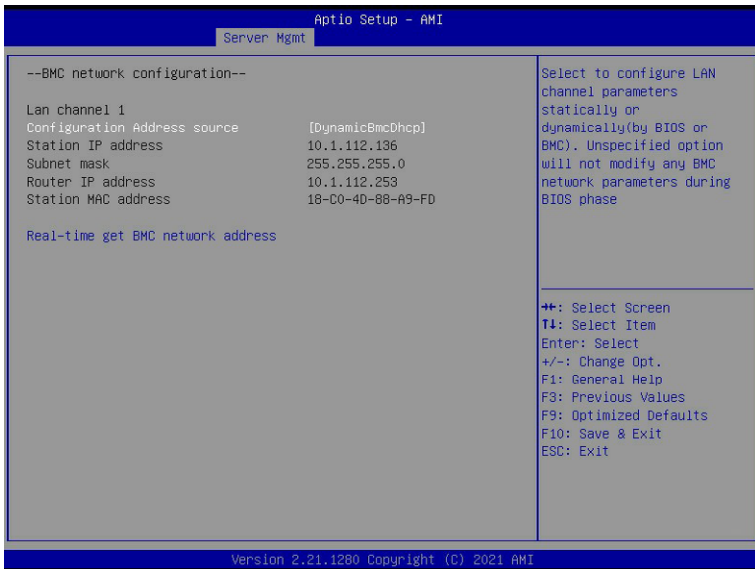 Aptio Setup – AMI
Server Mgmt
--BMC network configuration--
Lan channel 1
Configuration Address source [DynamicBmcDhcp]
Station IP address 10.1.112.136
Subnet mask 255.255.255.0
Router IP address 10.1.112.253
Station MAC address 18-C0-4D-88-A9-FD
Real-time get BMC network address
Select to configure LAN
channel parameters
statically or
dynamically(by BIOS or
BMC). Unspecified option
will not modify any BMC
network parameters during
BIOS phase
→←: Select Screen
↑↓: Select Item
Enter: Select
+/-: Change Opt.
F1: General Help
F3: Previous Values
F9: Optimized Defaults
F10: Save & Exit
ESC: Exit
Version 2.21.1280 Copyright (C) 2021 AMI